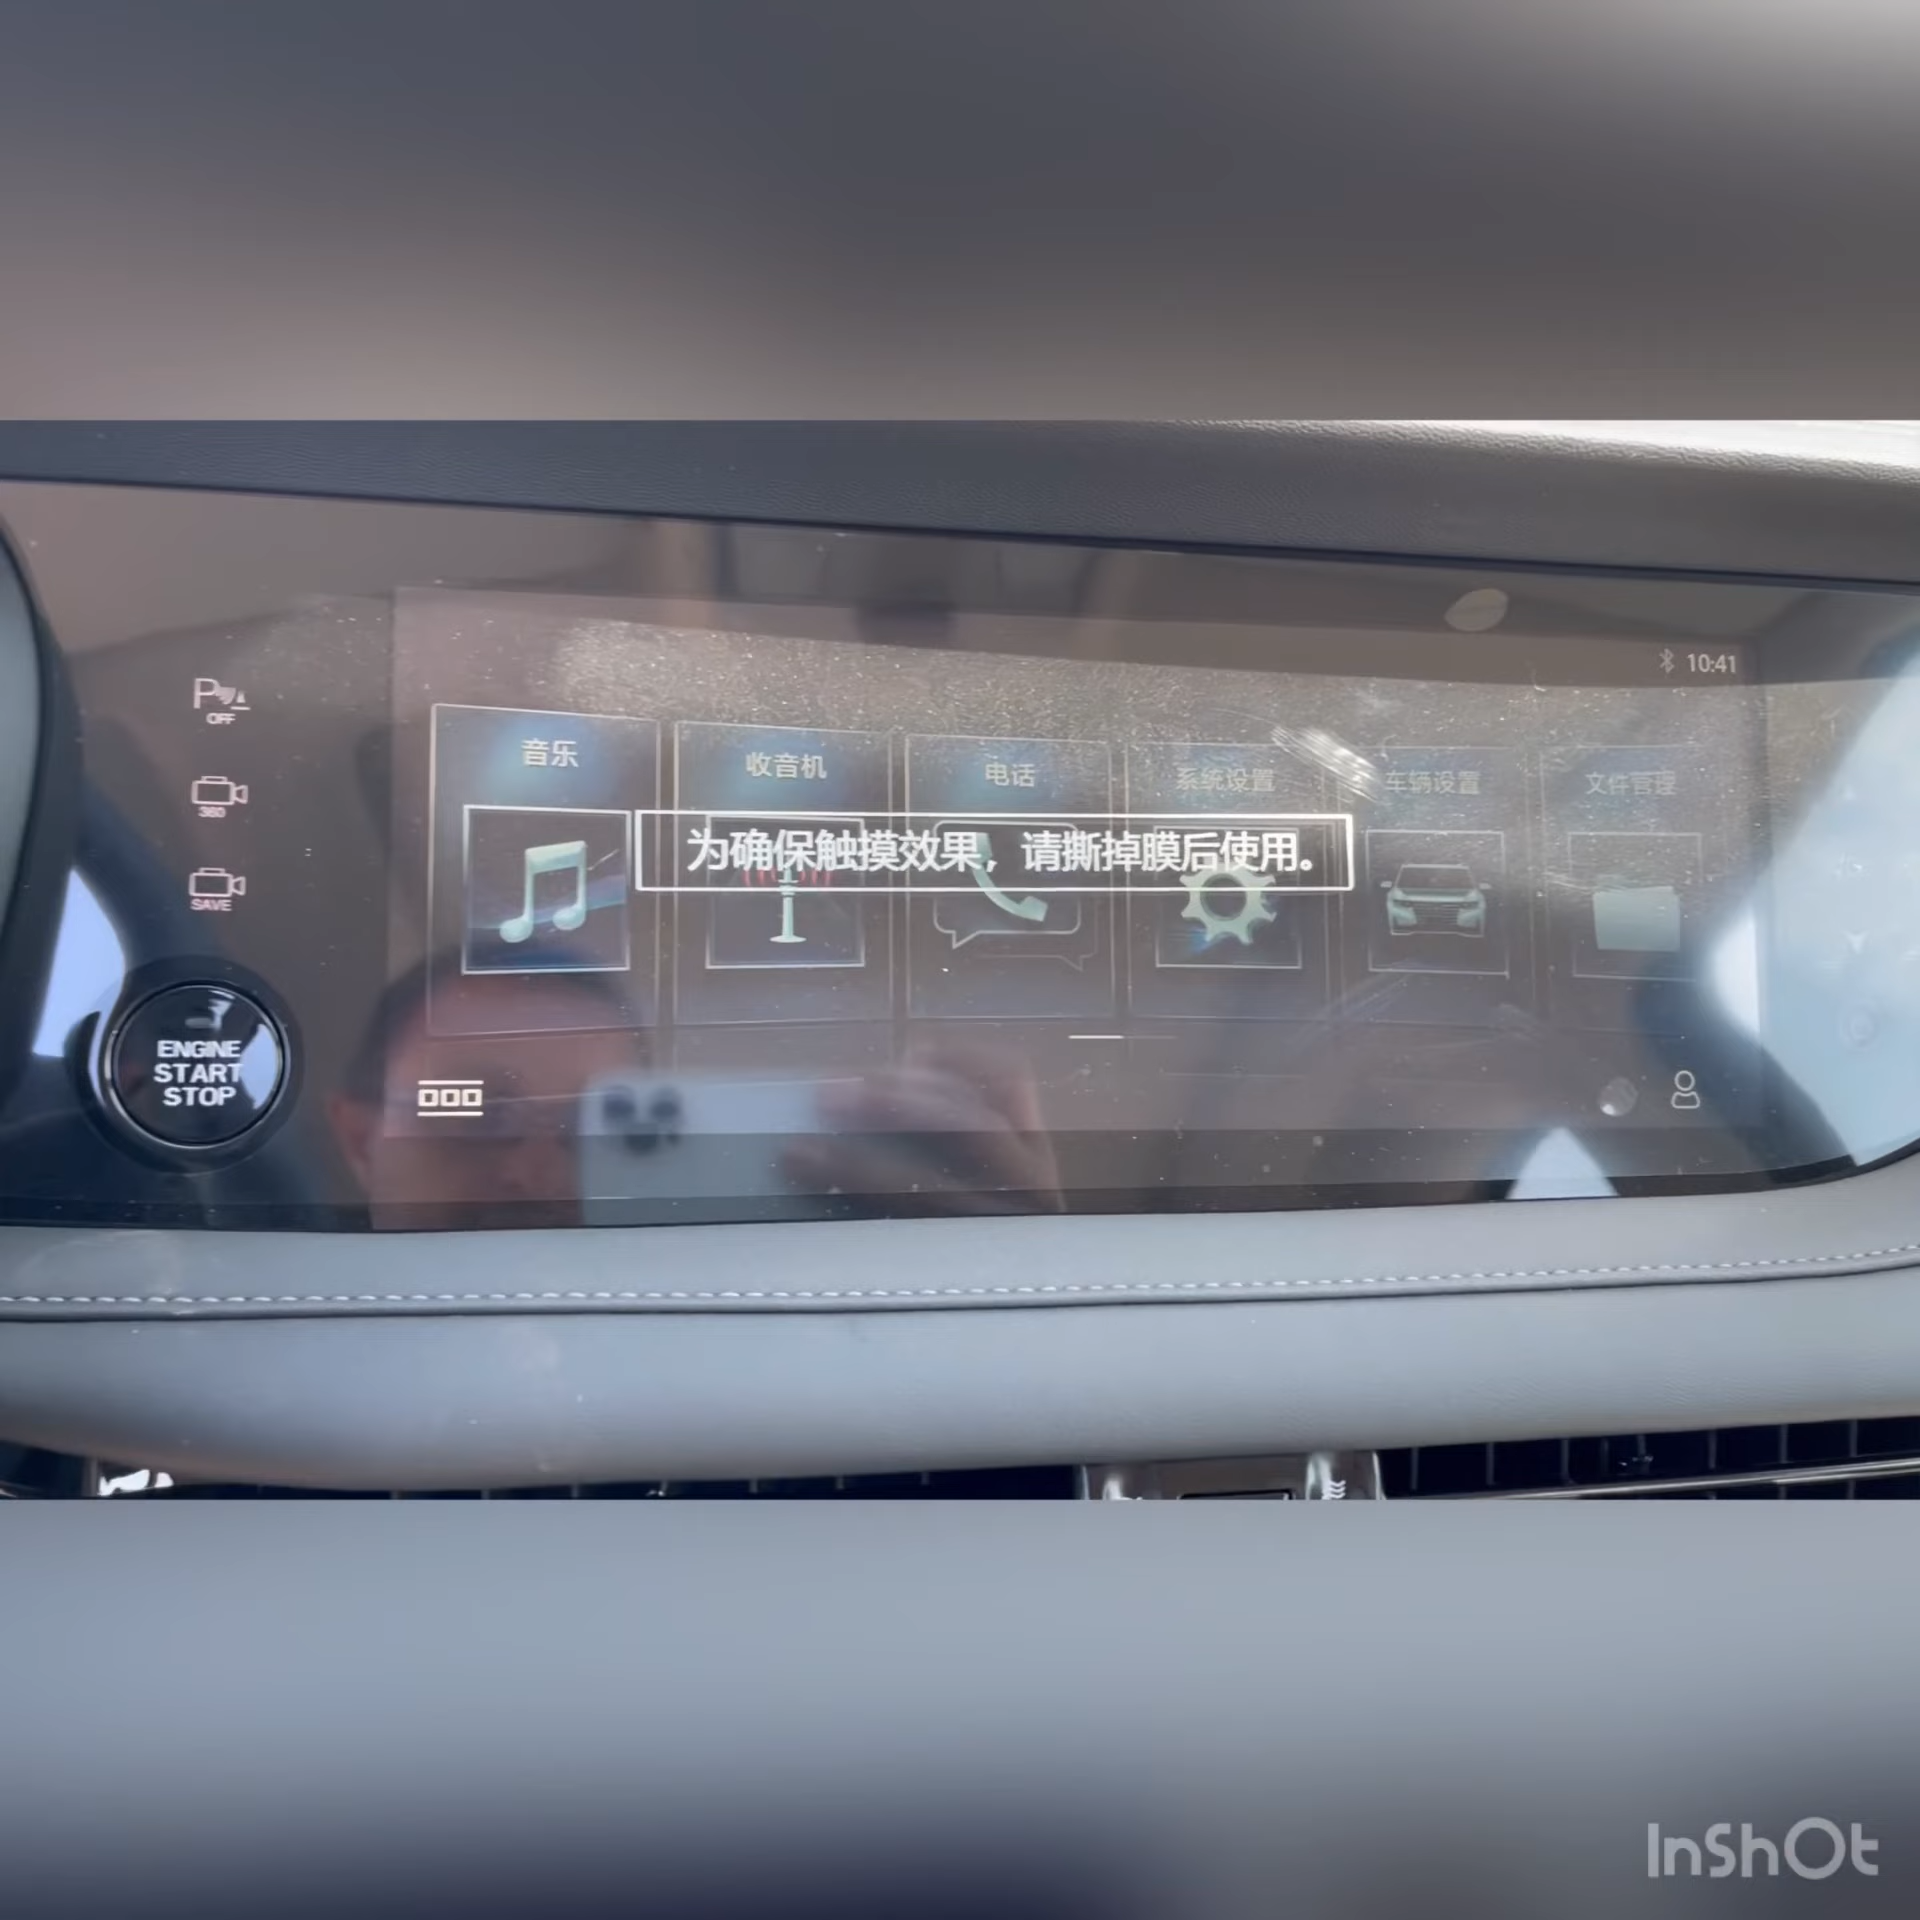 10:41
P
OFF
360
SAVE
音乐
收音机
电话
系统设置
车辆设置
文件管理
为确保触摸效果，请撕掉膜后使用。
ENGINE
START
STOP
InShOt